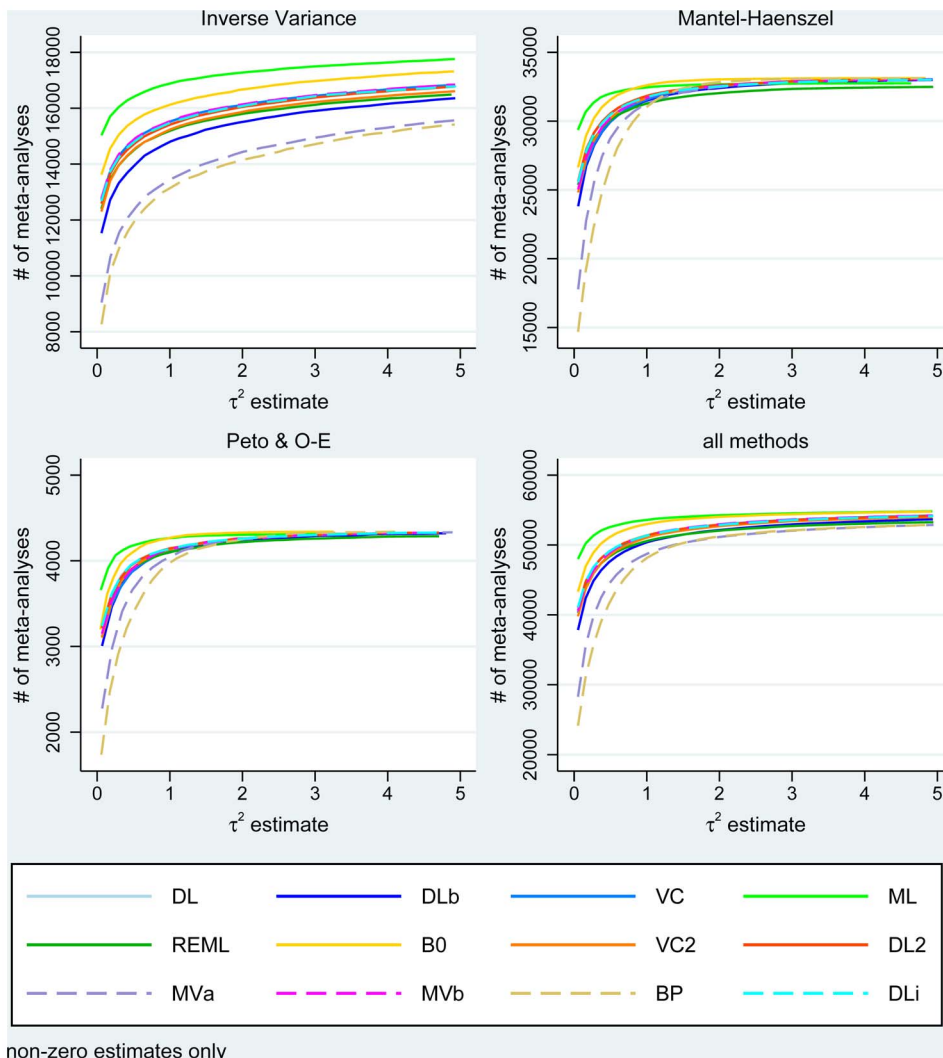 Inverse Variance
# of meta-analyses
18000
16000
14000
12000
10000
8000
0 1 2 3 4 5
τ² estimate
Mantel-Haenszel
# of meta-analyses
35000
30000
25000
20000
15000
0 1 2 3 4 5
τ² estimate
Peto & O-E
# of meta-analyses
5000
4000
3000
2000
0 1 2 3 4 5
τ² estimate
all methods
# of meta-analyses
60000
50000
40000
30000
20000
0 1 2 3 4 5
τ² estimate
DL DLb VC ML
REML B0 VC2 DL2
MVa MVb BP DLi
non-zero estimates only